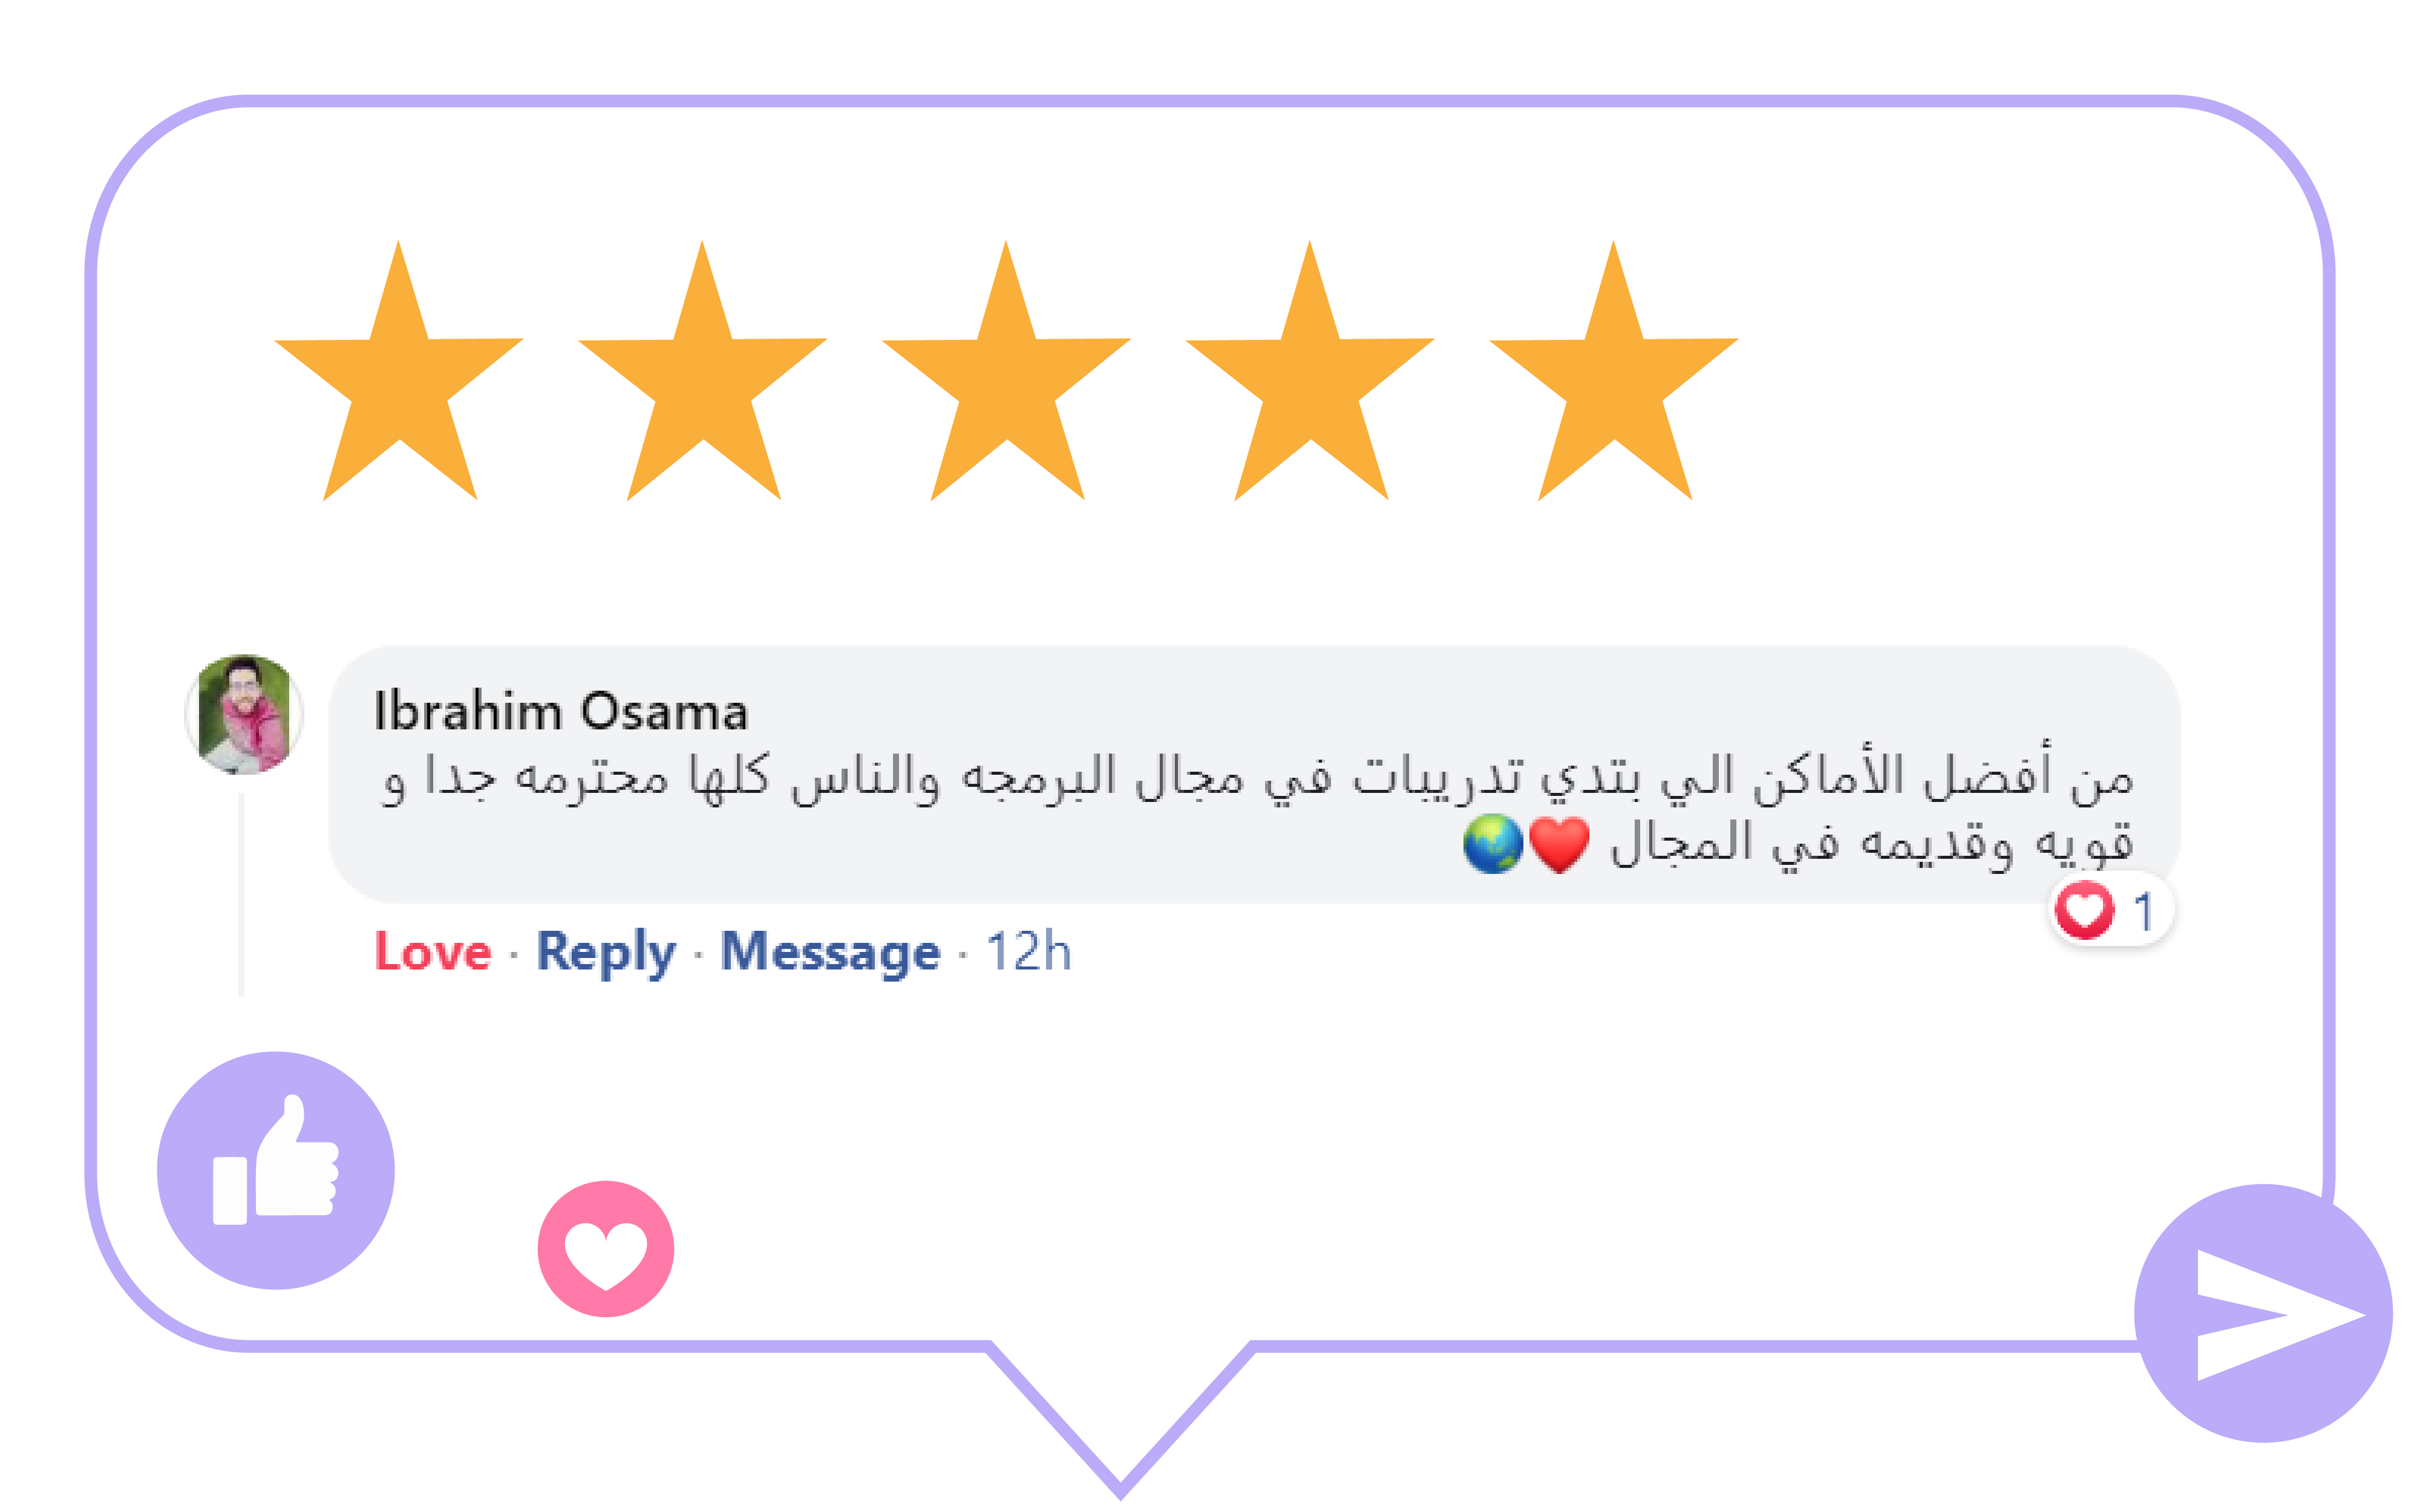 Ibrahim Osama
من أفضل الأماكن الي بتدي تدريبات في مجال البرمجه والناس كلها محترمه جدا و
قويه وقديمه في المجال ❤️🌏
1
Love · Reply · Message · 12h